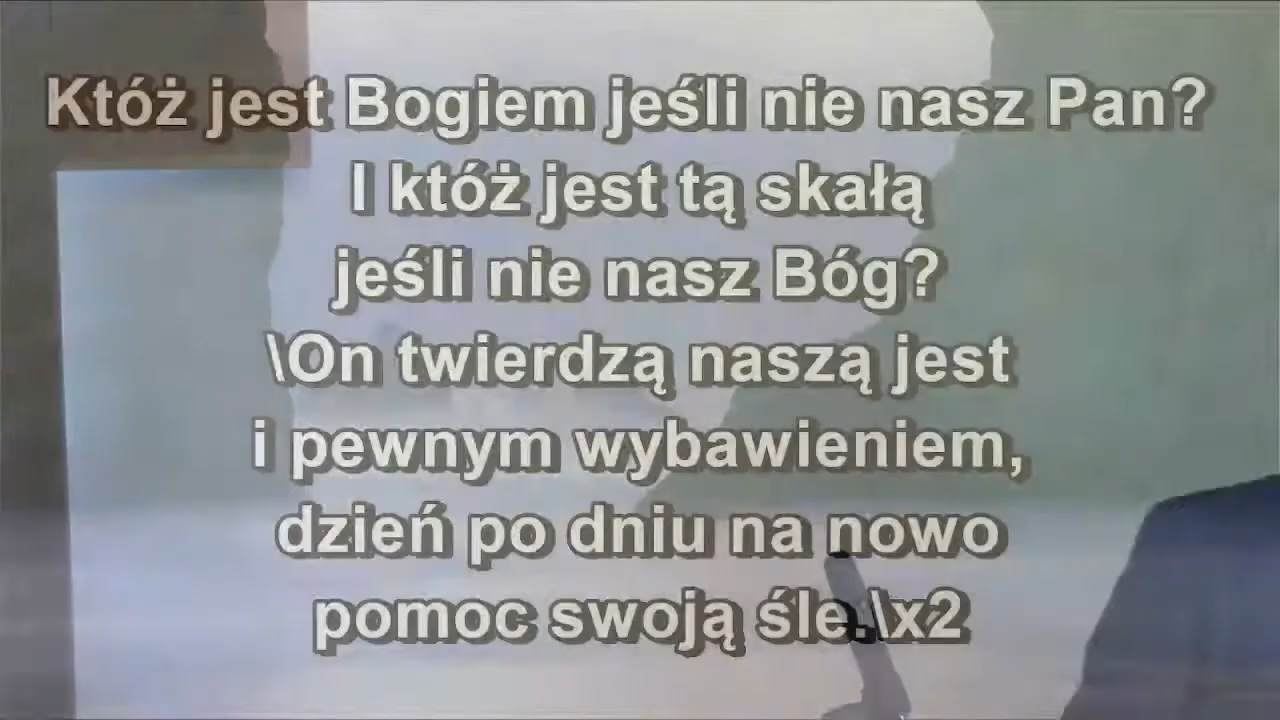 Któż jest Bogiem jeśli nie nasz Pan?
I któż jest tą skałą
jeśli nie nasz Bóg?
\On twierdzą naszą jest
i pewnym wybawieniem,
dzień po dniu na nowo
pomoc swoją śle.\x2